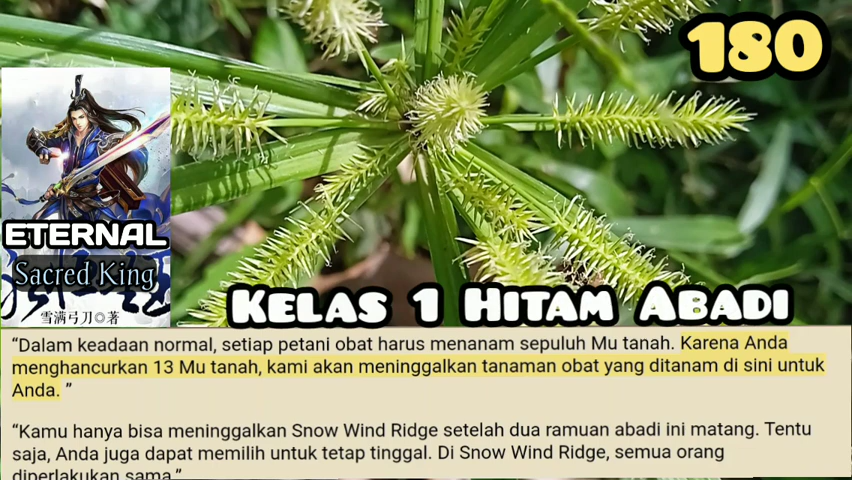 180
ETERNAL
Sacred King
雪满弓刀◎著
KELAS 1 HITAM ABADI
“Dalam keadaan normal, setiap petani obat harus menanam sepuluh Mu tanah. Karena Anda
menghancurkan 13 Mu tanah, kami akan meninggalkan tanaman obat yang ditanam di sini untuk
Anda. ”
“Kamu hanya bisa meninggalkan Snow Wind Ridge setelah dua ramuan abadi ini matang. Tentu
saja, Anda juga dapat memilih untuk tetap tinggal. Di Snow Wind Ridge, semua orang
diperlakukan sama.”